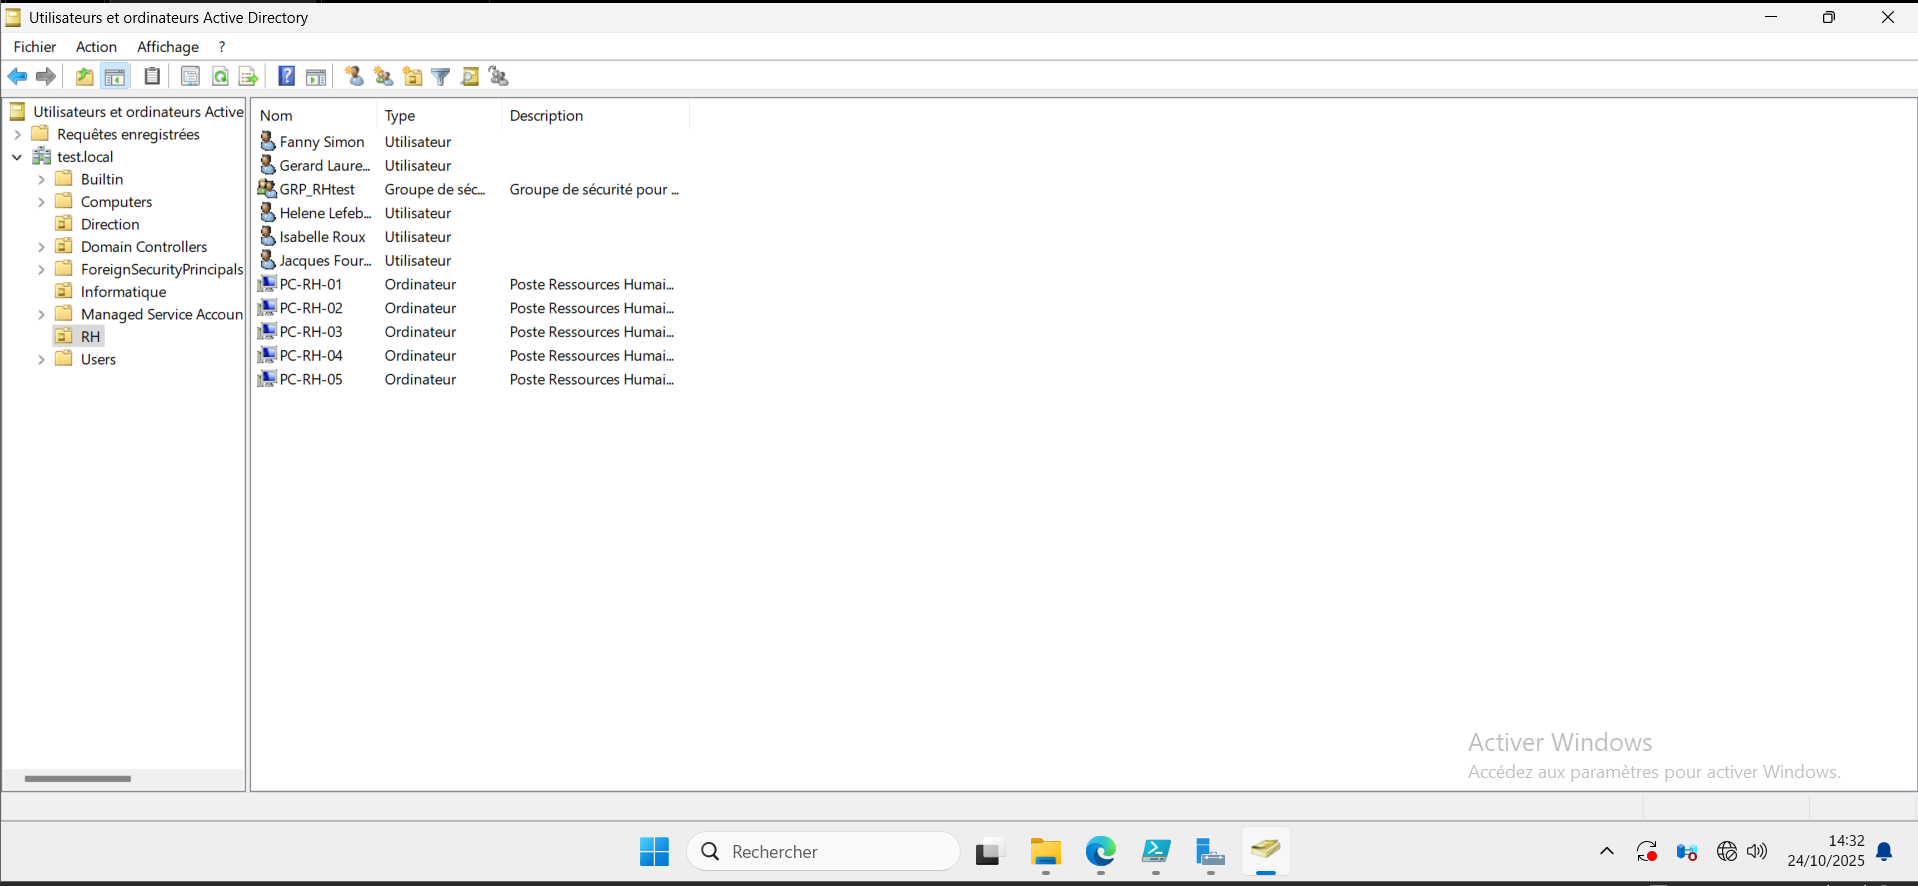 Utilisateurs et ordinateurs Active Directory
Fichier Action Affichage ?
Utilisateurs et ordinateurs Active
Requêtes enregistrées
test.local
Builtin
Computers
Direction
Domain Controllers
ForeignSecurityPrincipals
Informatique
Managed Service Accoun
RH
Users
Nom Type Description
Fanny Simon Utilisateur
Gerard Laure... Utilisateur
GRP_RHtest Groupe de séc... Groupe de sécurité pour ...
Helene Lefeb... Utilisateur
Isabelle Roux Utilisateur
Jacques Four... Utilisateur
PC-RH-01 Ordinateur Poste Ressources Humai...
PC-RH-02 Ordinateur Poste Ressources Humai...
PC-RH-03 Ordinateur Poste Ressources Humai...
PC-RH-04 Ordinateur Poste Ressources Humai...
PC-RH-05 Ordinateur Poste Ressources Humai...
Activer Windows
Accédez aux paramètres pour activer Windows.
Rechercher
14:32
24/10/2025